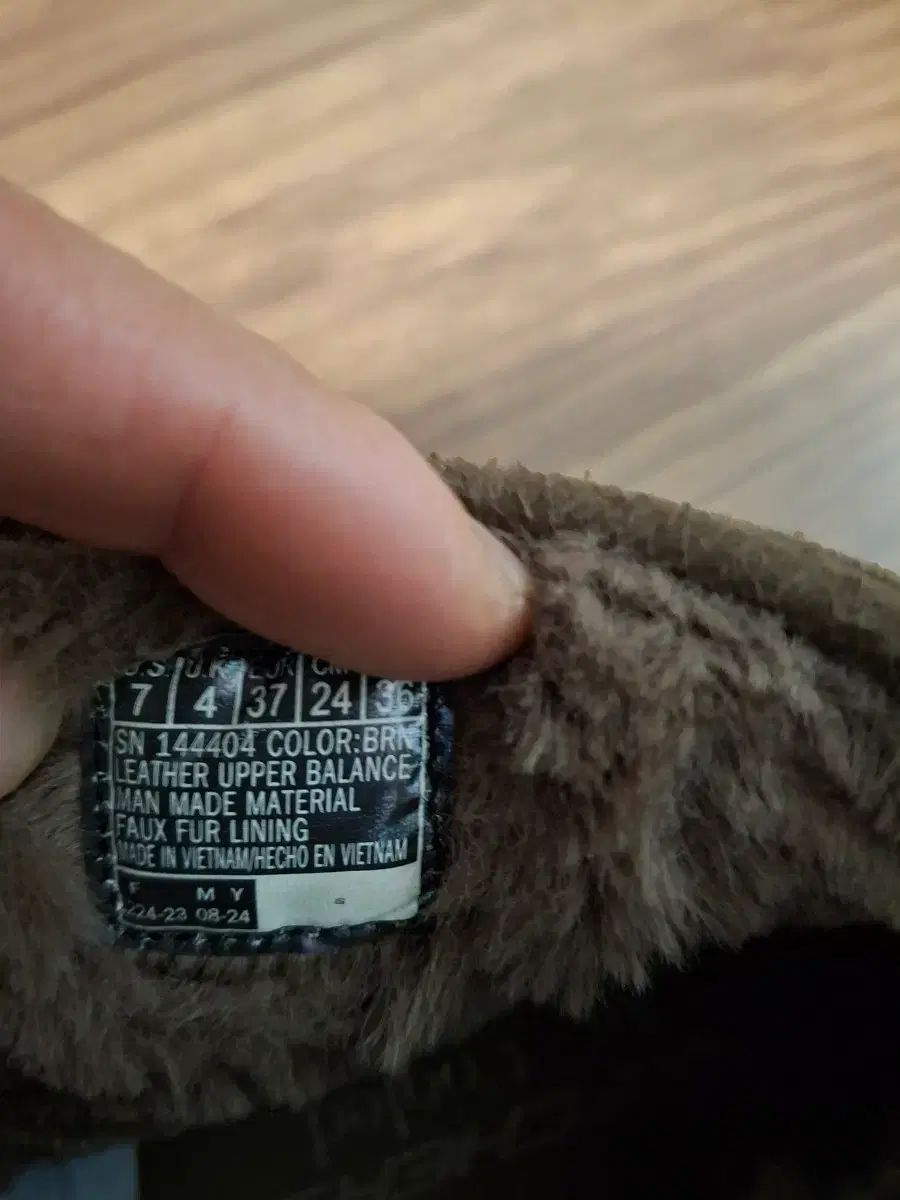 7 4 37 24 36
SN 144404 COLOR:BRN
LEATHER UPPER BALANCE
MAN MADE MATERIAL
FAUX FUR LINING
MADE IN VIETNAM/HECHO EN VIETNAM
F M Y
08-24